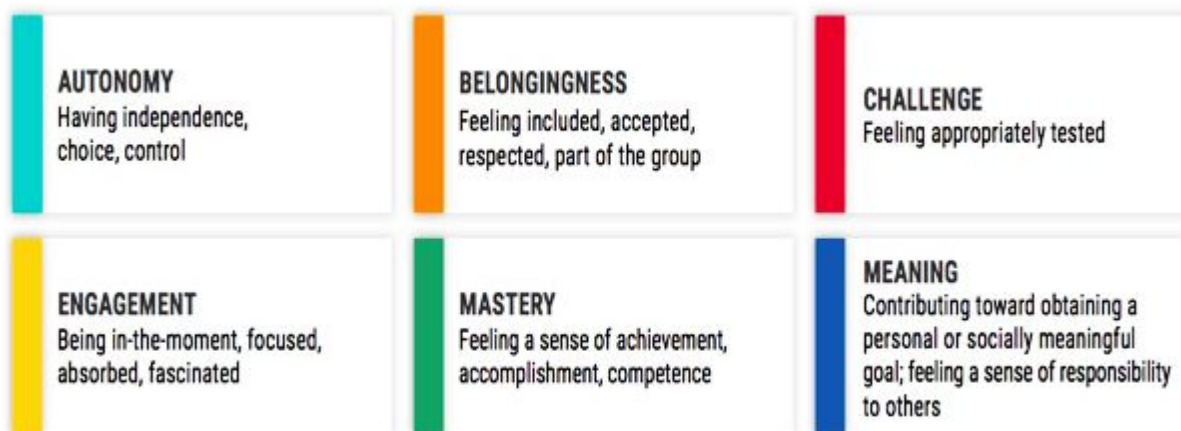 AUTONOMY
Having independence,
choice, control
BELONGINGNESS
Feeling included, accepted,
respected, part of the group
CHALLENGE
Feeling appropriately tested
ENGAGEMENT
Being in-the-moment, focused,
absorbed, fascinated
MASTERY
Feeling a sense of achievement,
accomplishment, competence
MEANING
Contributing toward obtaining a
personal or socially meaningful
goal; feeling a sense of responsibility
to others